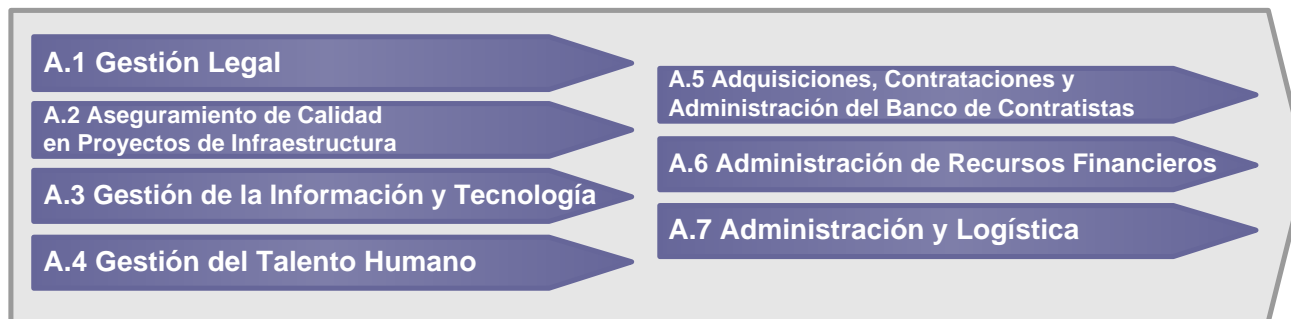 A.1 Gestión Legal
A.2 Aseguramiento de Calidad
en Proyectos de Infraestructura
A.3 Gestión de la Información y Tecnología
A.4 Gestión del Talento Humano
A.5 Adquisiciones, Contrataciones y
Administración del Banco de Contratistas
A.6 Administración de Recursos Financieros
A.7 Administración y Logística